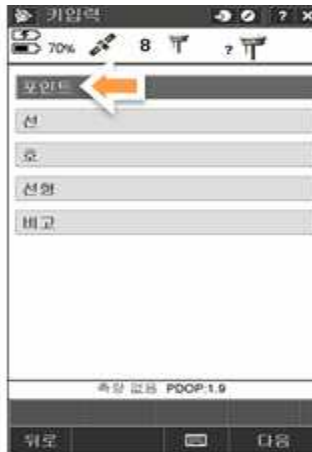 키입력 ? x
70% 8 ?
포인트
선
호
선형
비고
측량 없음 PDOP:1.9
뒤로 다음